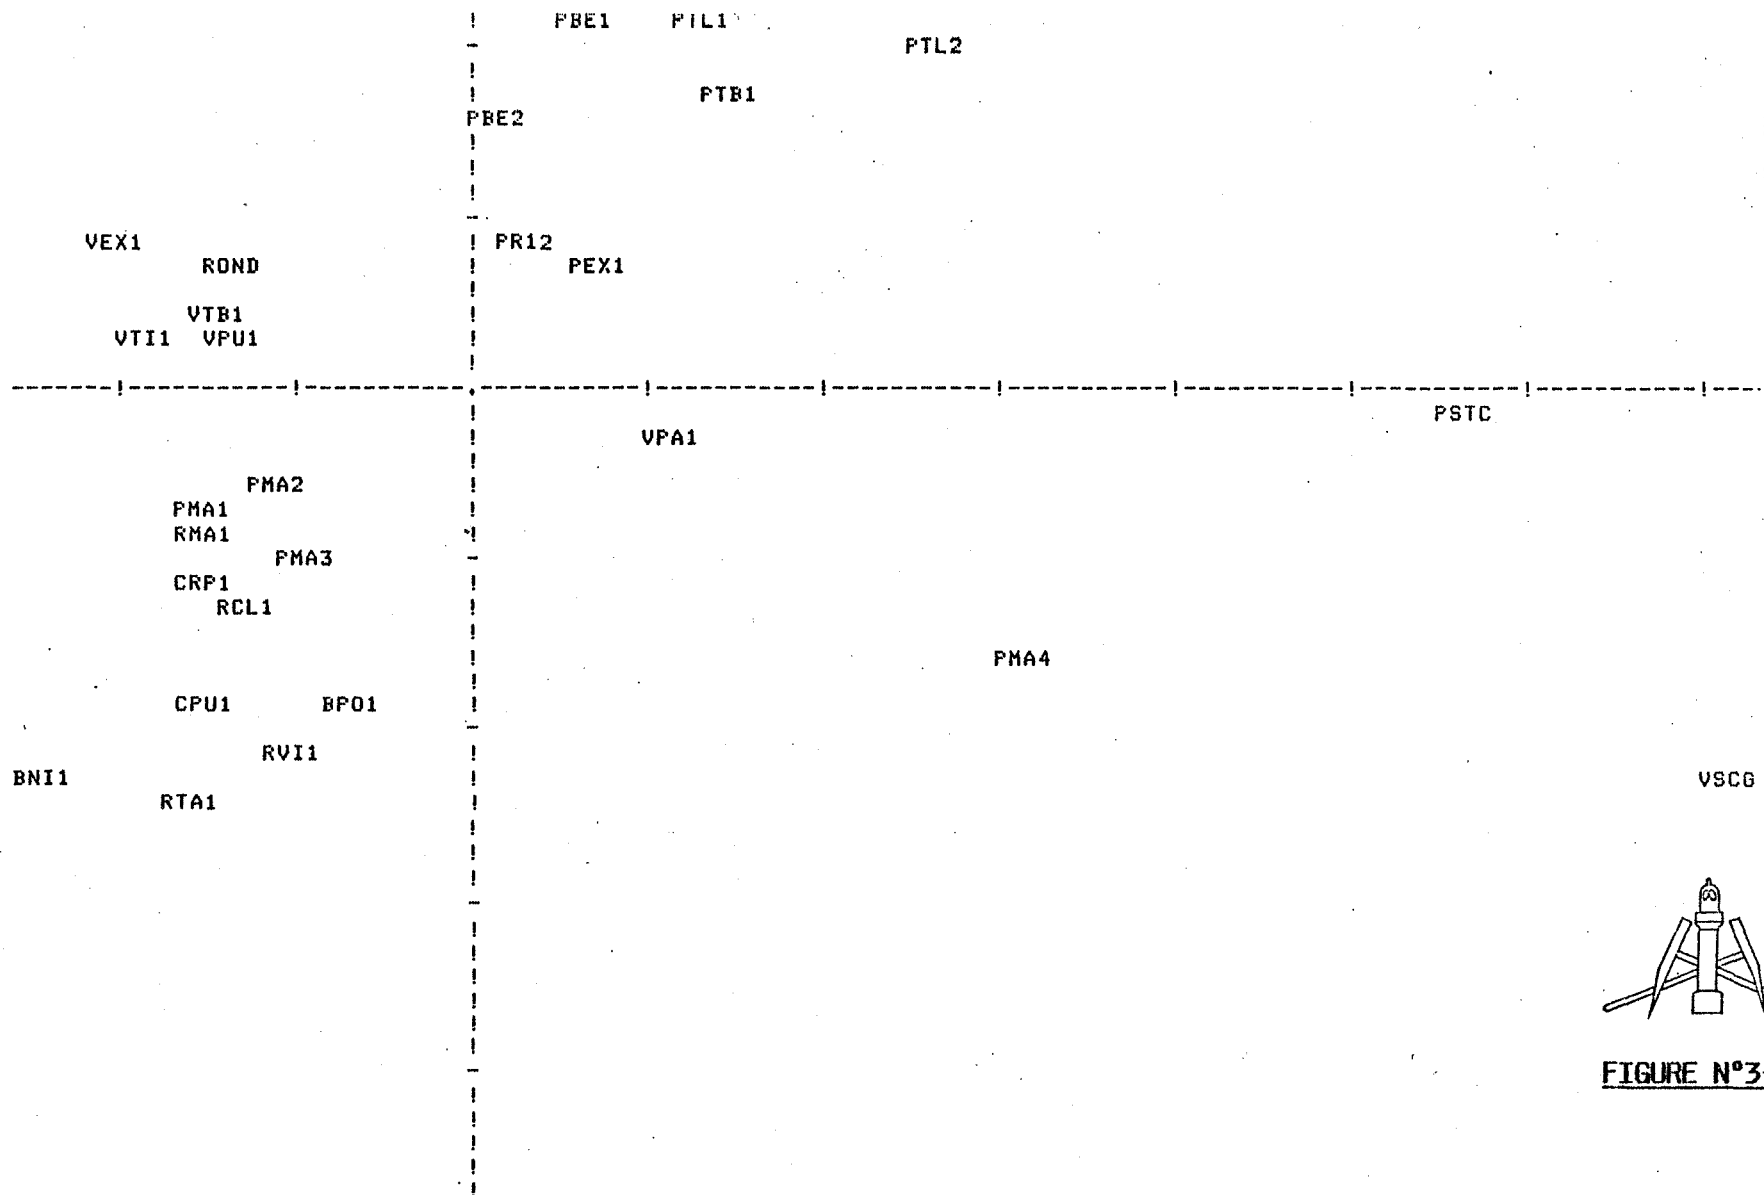 PBE1 PTL1
PTL2
PTB1
PBE2
VEX1 PR12
ROND PEX1
VTB1
VTI1 VPU1
PSTC
VPA1
PMA2
PMA1
RMA1
PMA3
CRP1
RCL1
PMA4
CPU1 BPO1
RVI1
BNI1 VSCG
RTA1
FIGURE N°3